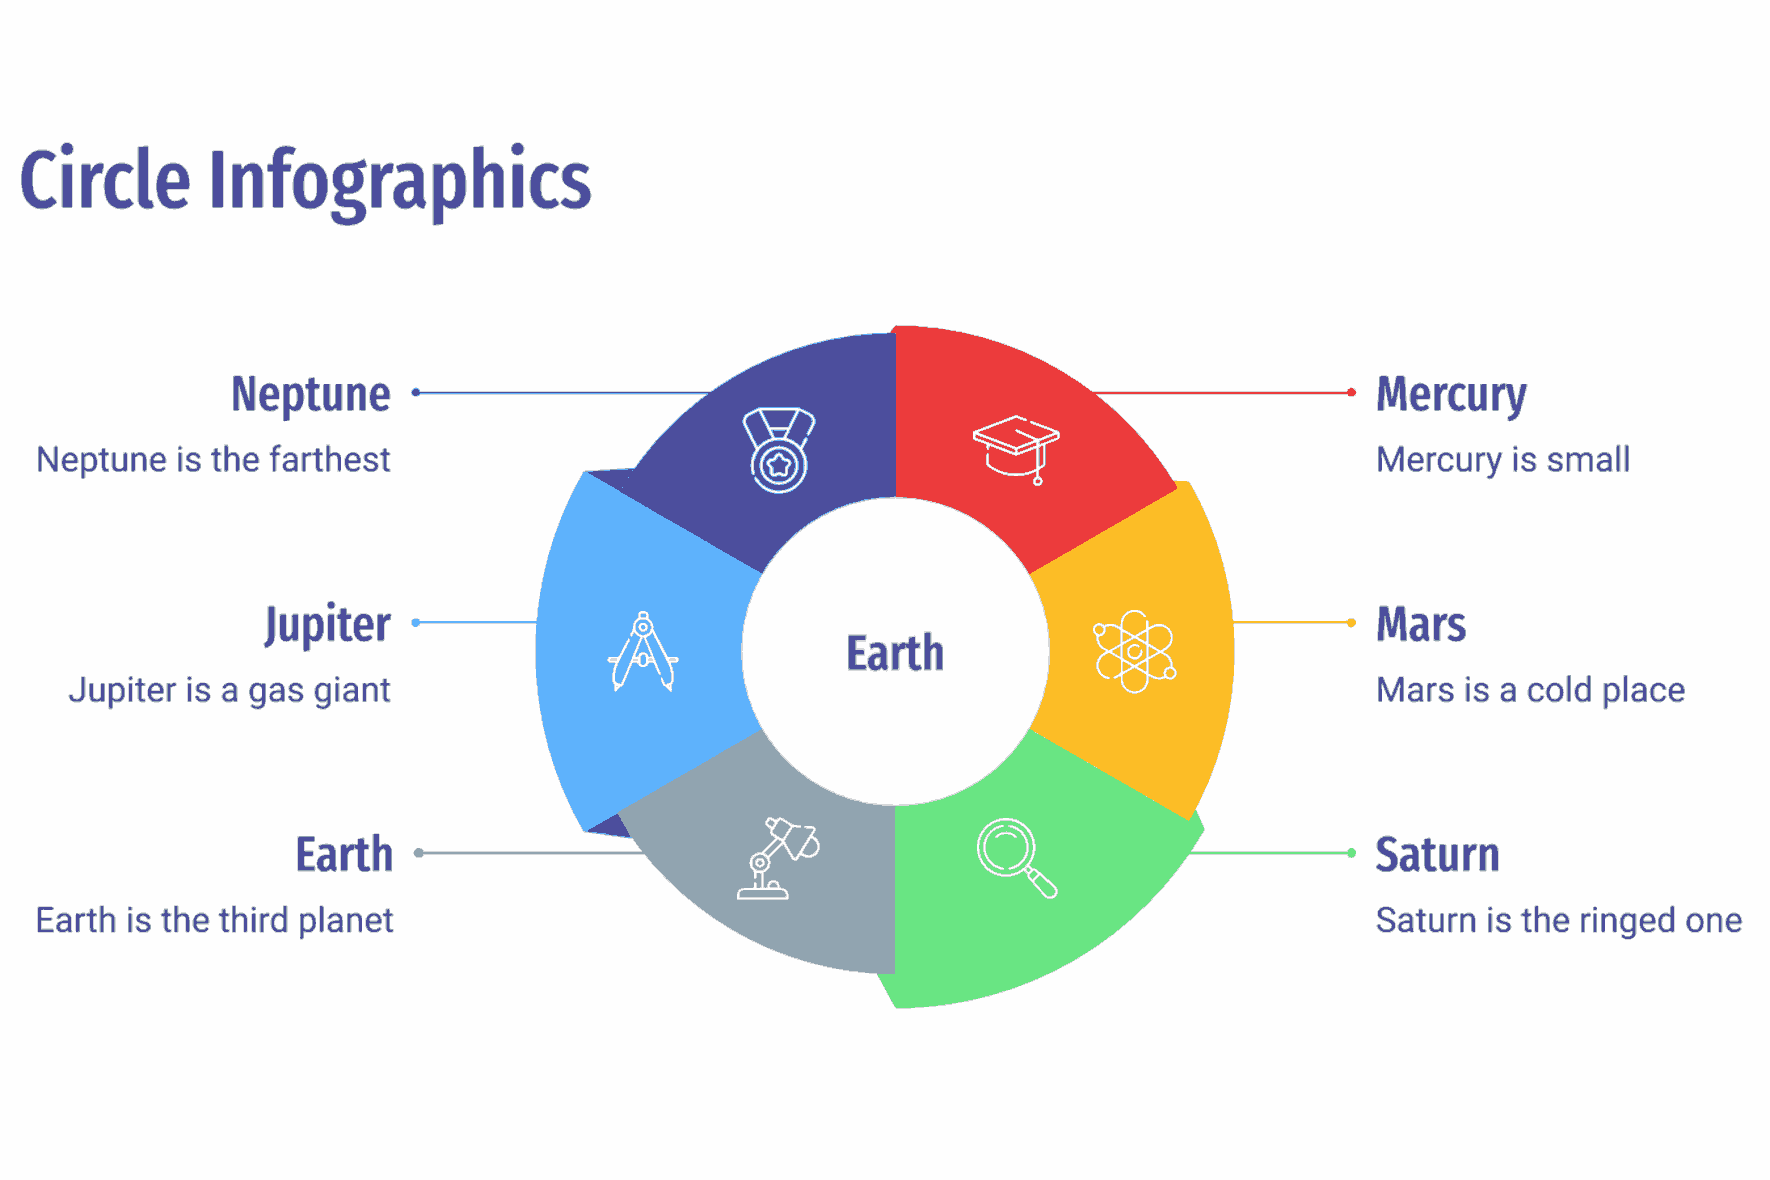 Circle Infographics
Neptune
Neptune is the farthest
Jupiter
Jupiter is a gas giant
Earth
Earth is the third planet
Earth
Mercury
Mercury is small
Mars
Mars is a cold place
Saturn
Saturn is the ringed one